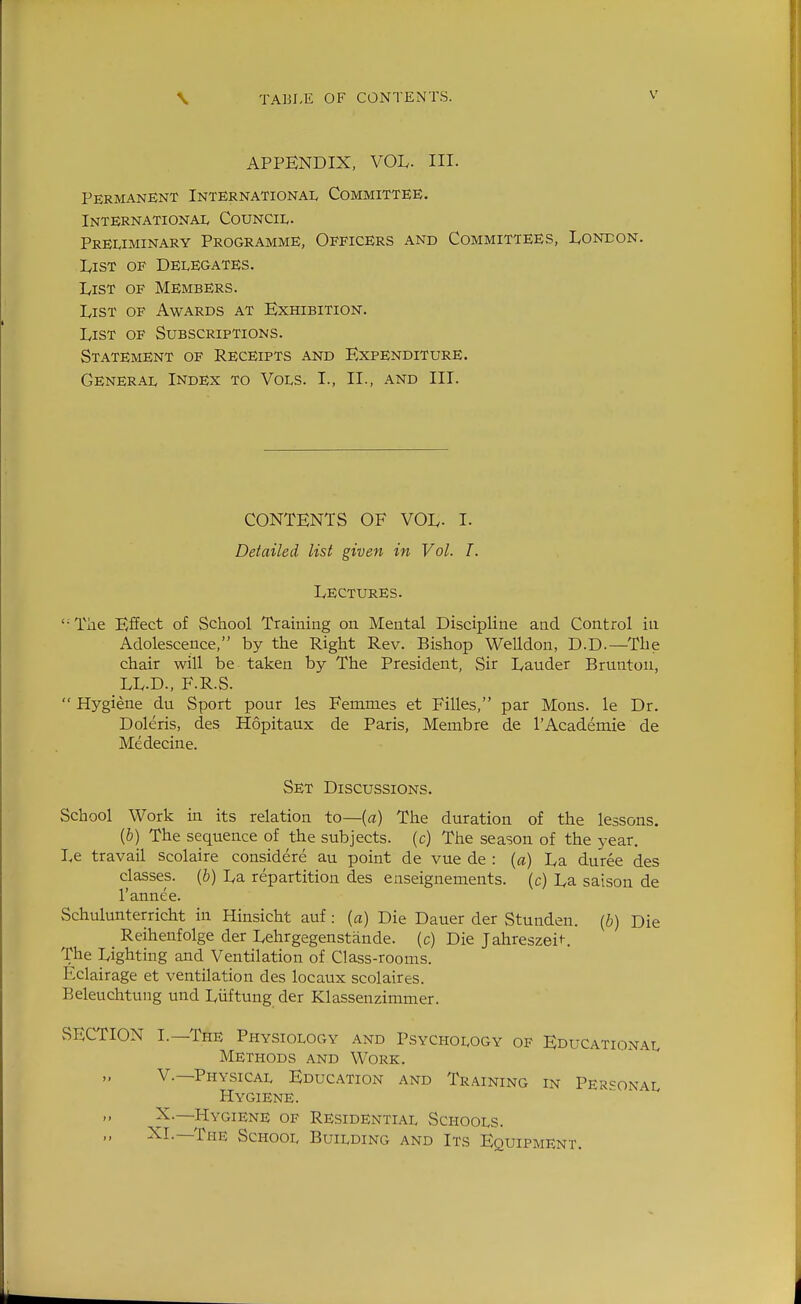 TABLE OF CONTENTS. v
APPENDIX, VOL. III.
PERMANENT INTERNATIONAL COMMITTEE.
INTERNATIONAL COUNCIL.
PRELIMINARY PROGRAMME, OFFICERS AND COMMITTEES, LONDON.
LIST OF DELEGATES.
LIST OF MEMBERS.
LIST OF AWARDS AT EXHIBITION.
LIST OF SUBSCRIPTIONS.
STATEMENT OF RECEIPTS AND EXPENDITURE.
GENERAL INDEX TO VOLS. I., II., AND III.
CONTENTS OF VOL. I.
Detailed list given in Vol. I.
LECTURES.
“The Effect of School Training on Mental Discipline and Control in
Adolescence,” by the Right Rev. Bishop Welldon, D.D.—The
chair will be taken by The President, Sir Lauder Brunton,
LL.D., F.R.S.
“Hygiène du Sport pour les Femmes et Filles,” par Mons. le Dr.
Doléris, des Hôpitaux de Paris, Membre de l'Académie de
Médecine.
SET DISCUSSIONS.
School Work in its relation to—(a) The duration of the lessons.
(b) The sequence of the subjects. (c) The season of the year.
Le travail scolaire considéré au point de vue de : (a) La durée des
classes. (b) La répartition des enseignements. (c) La saison de
l'année.
Schulunterricht in Hinsicht auf : (a) Die Dauer der Stunden. (b) Die
Reihenfolge der Lehrgegenstände. (c) Die Jahreszeit.
The Lighting and Ventilation of Class-rooms.
Eclairage et ventilation des locaux scolaires.
Beleuchtung und Lüftung der Klassenzimmer.
SECTION I.—THE PHYSIOLOGY AND PSYCHOLOGY OF EDUCATIONAL
METHODS AND WORK.
„ V.—PHYSICAL EDUCATION AND TRAINING IN PERSONAL
HYGIENE.
„ X.—HYGIENE OF RESIDENTIAL SCHOOLS.
„ XI.—THE SCHOOL BUILDING AND ITS EQUIPMENT.